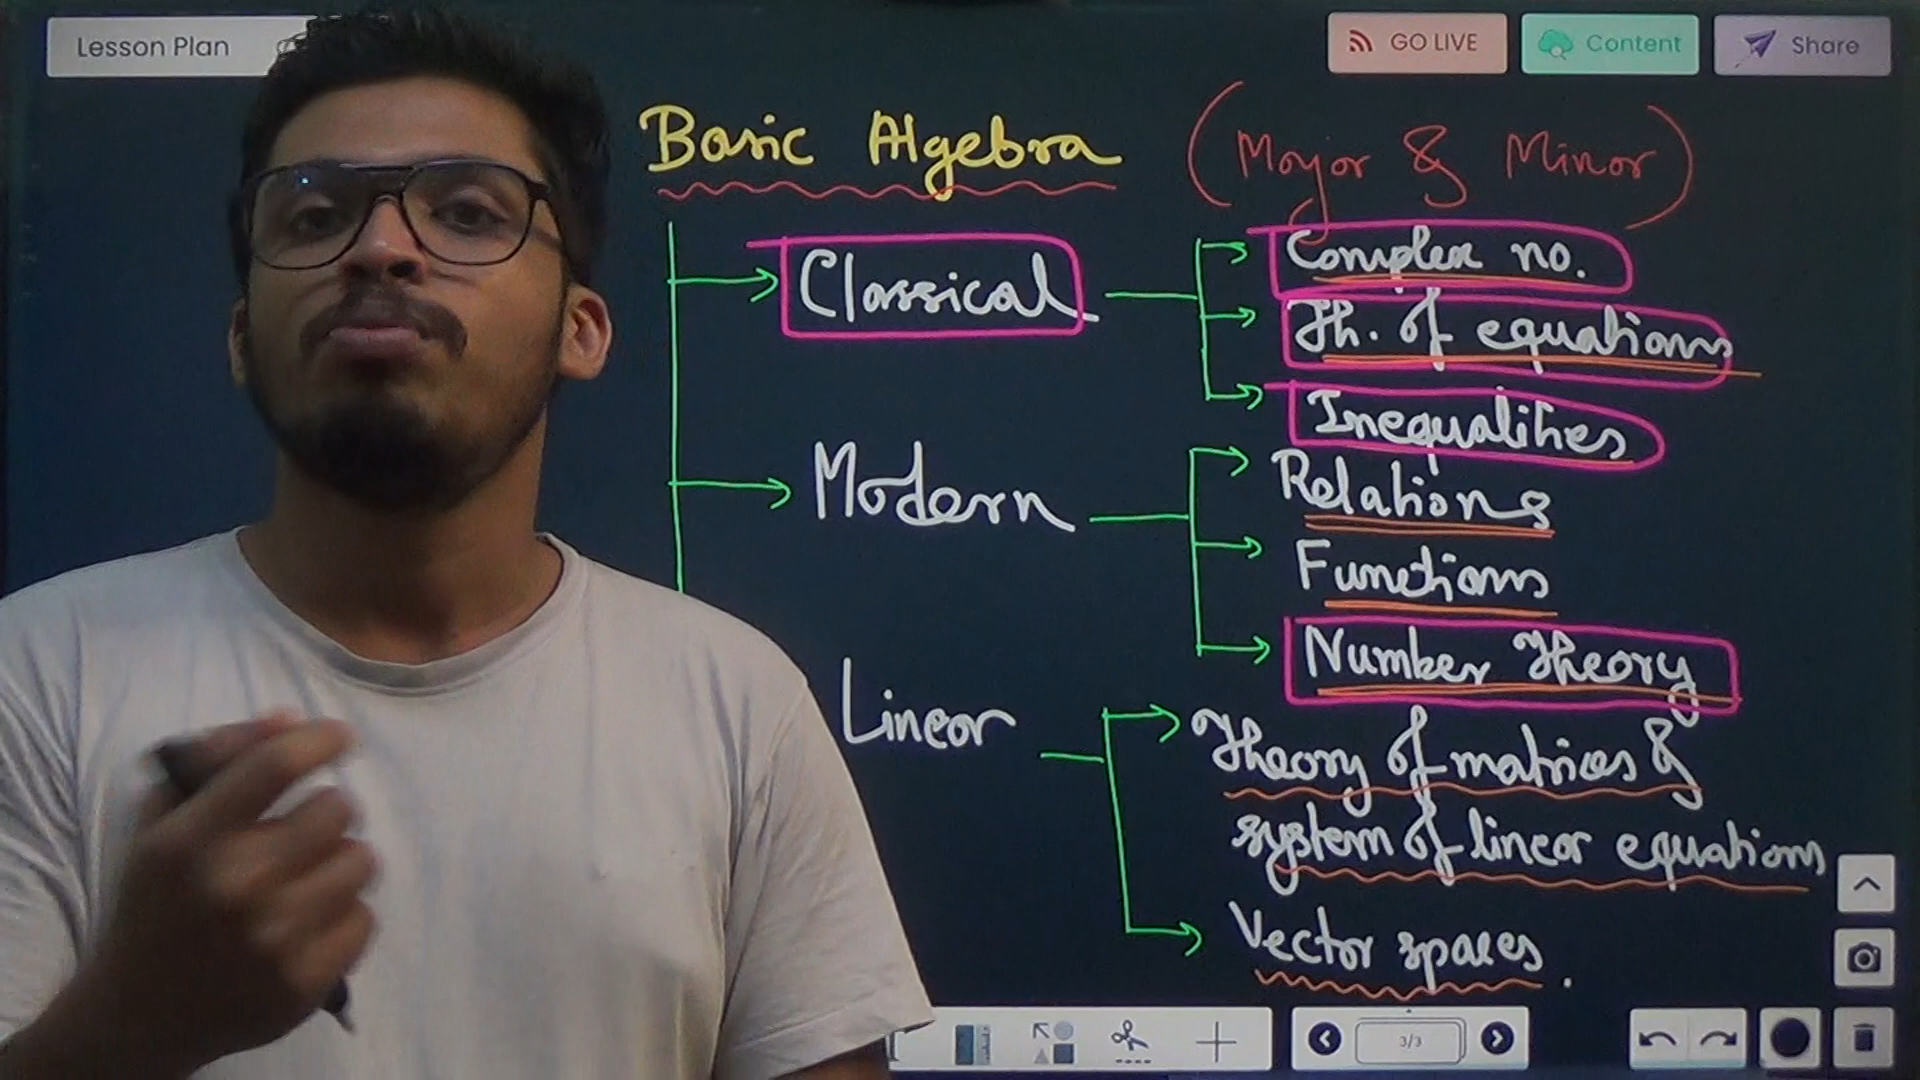 Lesson Plan
GO LIVE
Content
Share
Basic Algebra (Major & Minor)
Classical
Complex no.
Th. of equations
Inequalities
Modern
Relations
Functions
Number Theory
Linear
Theory of matrices &
system of linear equations
Vector spaces.
3/3